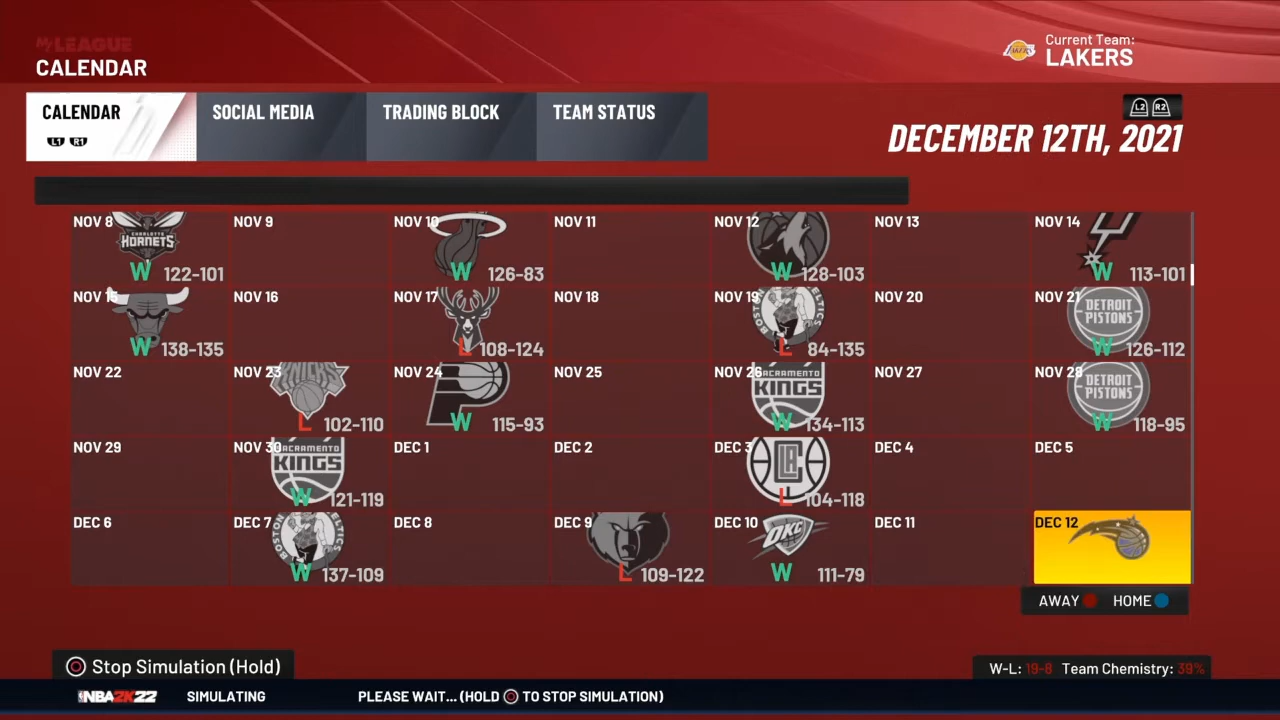 MyLEAGUE
CALENDAR
Current Team:
LAKERS
CALENDAR
L1 R1
SOCIAL MEDIA
TRADING BLOCK
TEAM STATUS
L2 R2
DECEMBER 12TH, 2021
NOV 8 CHARLOTTE HORNETS W 122-101
NOV 9
NOV 10 W 126-83
NOV 11
NOV 12 W 128-103
NOV 13
NOV 14 W 113-101
NOV 15 W 138-135
NOV 16
NOV 17 L 108-124
NOV 18
NOV 19 BOSTON CELTICS L 84-135
NOV 20
NOV 21 DETROIT PISTONS W 126-112
NOV 22
NOV 23 KNICKS L 102-110
NOV 24 W 115-93
NOV 25
NOV 26 SACRAMENTO KINGS W 134-113
NOV 27
NOV 28 DETROIT PISTONS W 118-95
NOV 29
NOV 30 SACRAMENTO KINGS W 121-119
DEC 1
DEC 2
DEC 3 LAC L 104-118
DEC 4
DEC 5
DEC 6
DEC 7 BOSTON CELTICS W 137-109
DEC 8
DEC 9 L 109-122
DEC 10 OKC W 111-79
DEC 11
DEC 12
AWAY HOME
Stop Simulation (Hold)
W-L: 19-8 Team Chemistry: 39%
NBA2K22 SIMULATING PLEASE WAIT... (HOLD TO STOP SIMULATION)